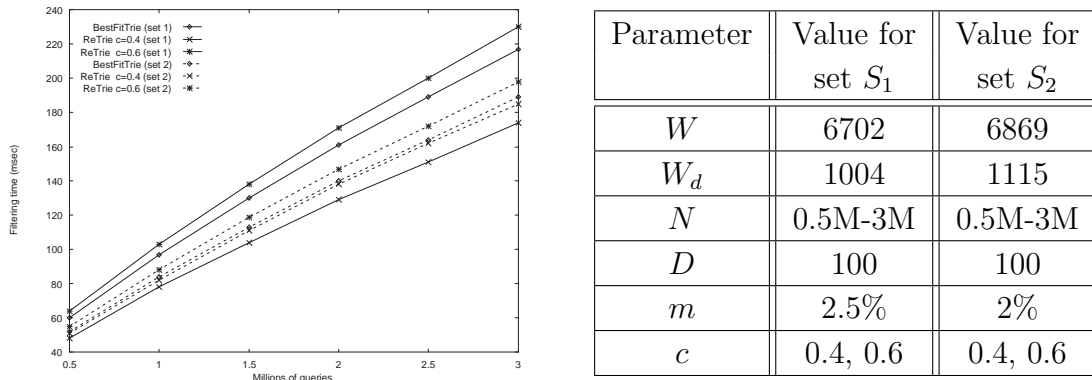 240
220
200
180
160
140
120
100
80
60
40
Filtering time (msec)
BestFitTrie (set 1)
ReTrie c=0.4 (set 1)
ReTrie c=0.6 (set 1)
BestFitTrie (set 2)
ReTrie c=0.4 (set 2)
ReTrie c=0.6 (set 2)
0.5 1 1.5 2 2.5 3
Millions of queries
Parameter Value for set S1 Value for set S2
W 6702 6869
Wd 1004 1115
N 0.5M-3M 0.5M-3M
D 100 100
m 2.5% 2%
c 0.4, 0.6 0.4, 0.6